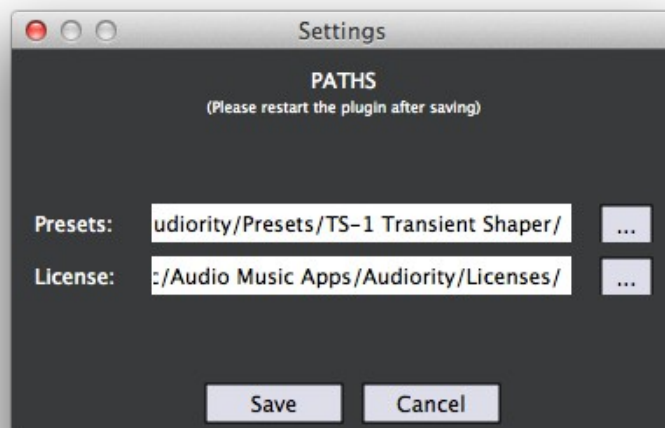 Settings
PATHS
(Please restart the plugin after saving)
Presets: udiority/Presets/TS-1 Transient Shaper/ ...
License: :/Audio Music Apps/Audiority/Licenses/ ...
Save Cancel